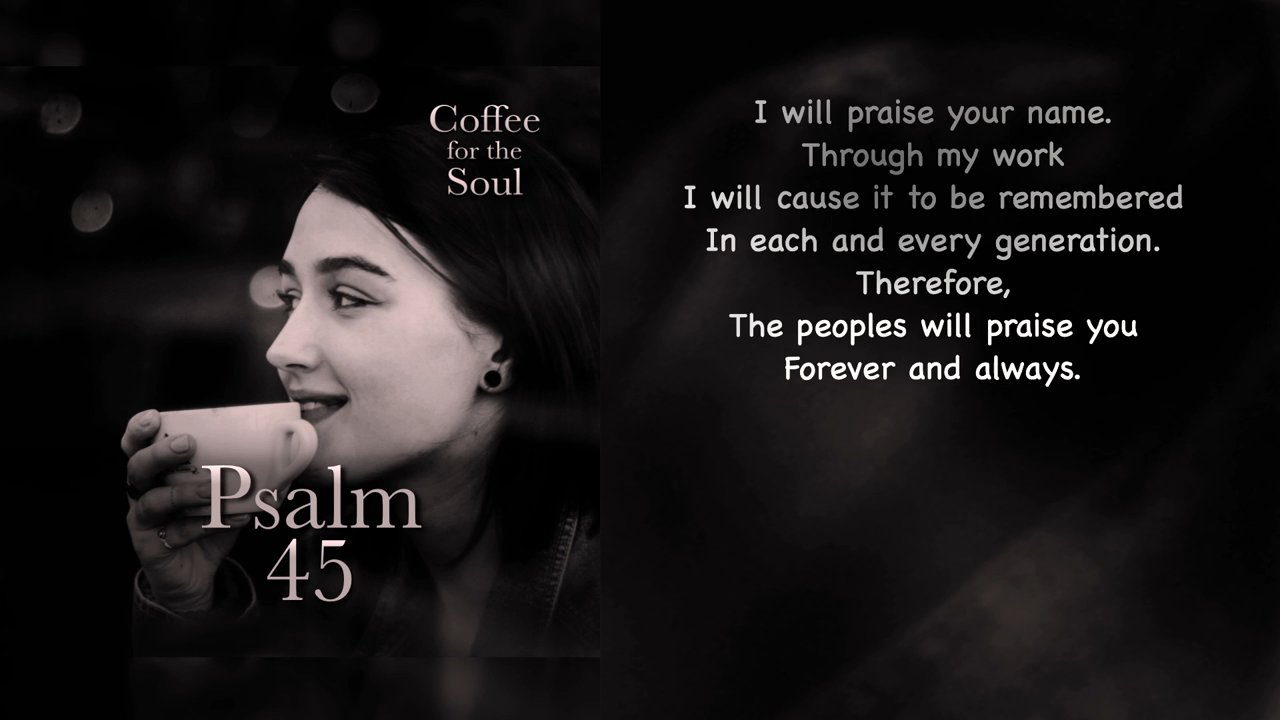 Coffee
for the
Soul
Psalm
45
I will praise your name.
Through my work
I will cause it to be remembered
In each and every generation.
Therefore,
The peoples will praise you
Forever and always.